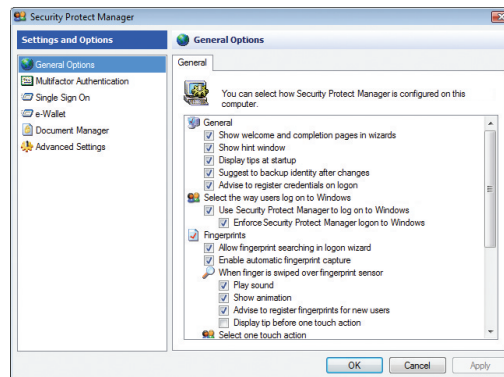 Security Protect Manager
Settings and Options
General Options
Multifactor Authentication
Single Sign On
e-Wallet
Document Manager
Advanced Settings
General Options
General
You can select how Security Protect Manager is configured on this
computer.
General
Show welcome and completion pages in wizards
Show hint window
Display tips at startup
Suggest to backup identity after changes
Advise to register credentials on logon
Select the way users log on to Windows
Use Security Protect Manager to log on to Windows
Enforce Security Protect Manager logon to Windows
Fingerprints
Allow fingerprint searching in logon wizard
Enable automatic fingerprint capture
When finger is swiped over fingerprint sensor
Play sound
Show animation
Advise to register fingerprints for new users
Display tip before one touch action
Select one touch action
OK
Cancel
Apply